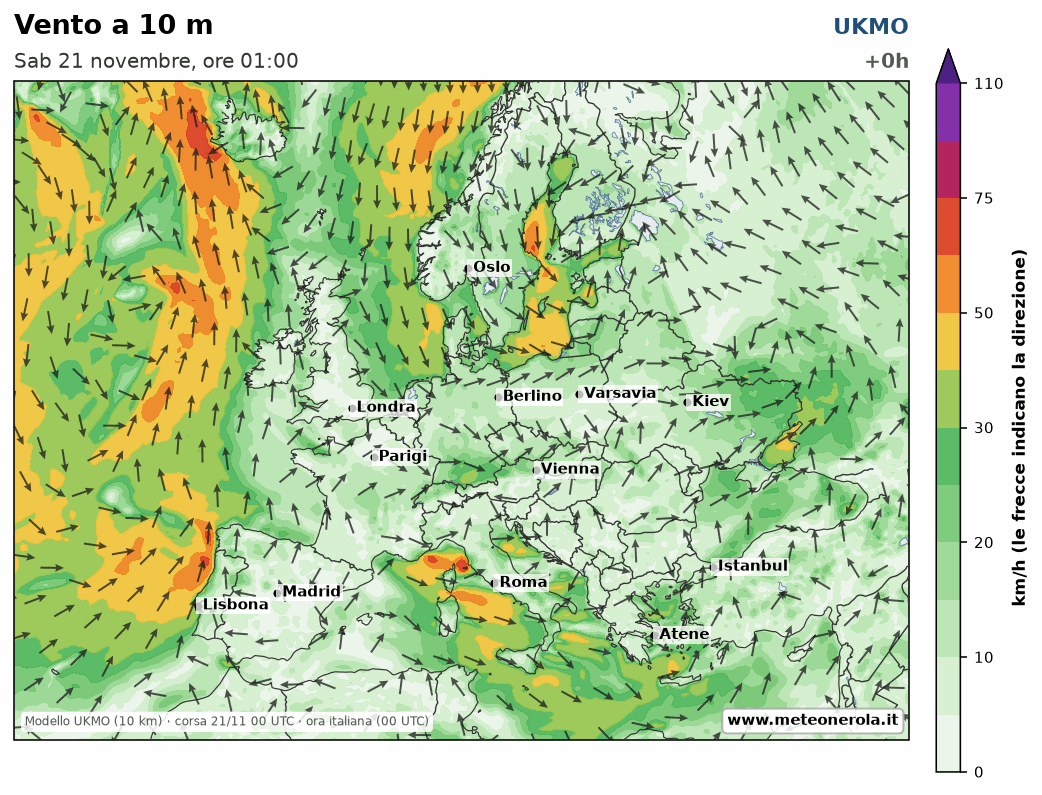 Vento a 10 m
UKMO
Sab 21 novembre, ore 01:00
+0h
110
75
50
30
20
10
0
km/h (le frecce indicano la direzione)
Oslo
Berlino
Varsavia
Kiev
Londra
Parigi
Vienna
Istanbul
Roma
Madrid
Lisbona
Atene
Modello UKMO (10 km) · corsa 21/11 00 UTC · ora italiana (00 UTC)
www.meteonerola.it